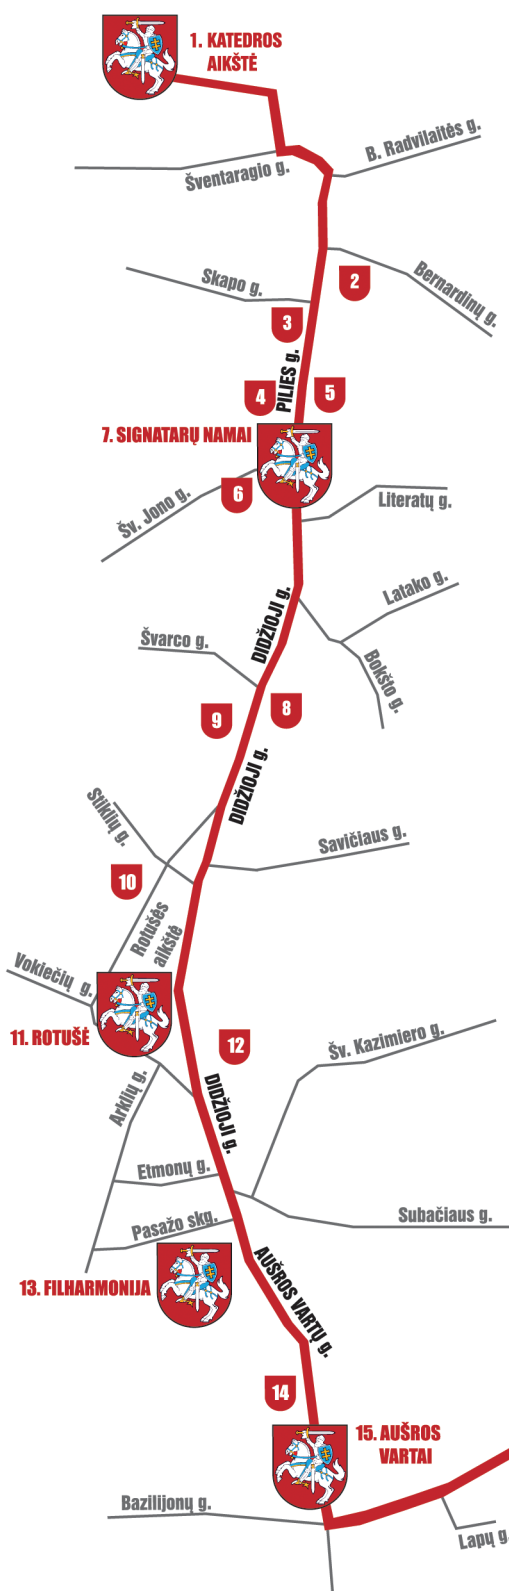 1. KATEDROS
AIKŠTĖ
B. Radvilaitės g.
Šventaragio g.
Skapo g.
2
Bernardinų g.
3
PILIES g.
4
5
7. SIGNATARŲ NAMAI
6
Šv. Jono g.
Literatų g.
Latako g.
DIDŽIOJI g.
Švarco g.
Bokšto g.
8
9
DIDŽIOJI g.
Stiklių g.
Savičiaus g.
10
Rotušės
aikštė
Vokiečių g.
11. ROTUŠĖ
12
Šv. Kazimiero g.
Arklių g.
DIDŽIOJI g.
Etmonų g.
Pasažo skg.
Subačiaus g.
13. FILHARMONIJA
AUŠROS VARTŲ g.
14
15. AUŠROS
VARTAI
Bazilijonų g.
Lapų g.